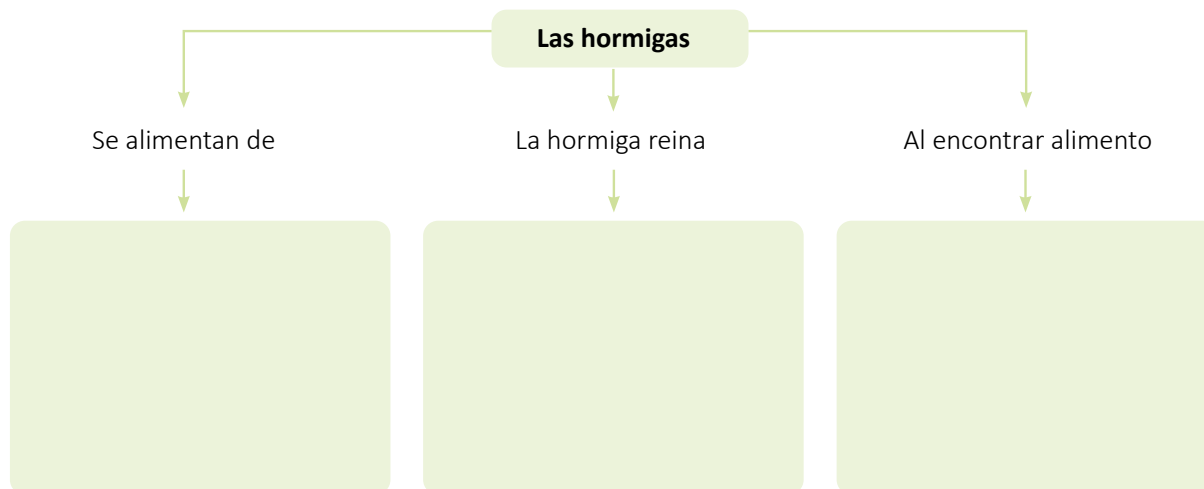 Las hormigas
Se alimentan de
La hormiga reina
Al encontrar alimento